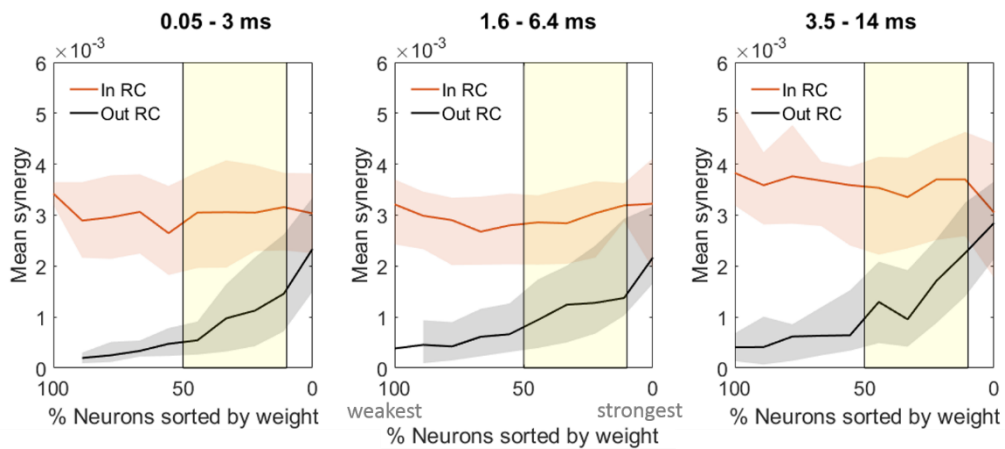 0.05 - 3 ms
×10⁻³
6
5
4
3
2
1
0
Mean synergy
In RC
Out RC
100
50
0
% Neurons sorted by weight
1.6 - 6.4 ms
×10⁻³
6
5
4
3
2
1
0
Mean synergy
In RC
Out RC
100
50
0
weakest
strongest
% Neurons sorted by weight
3.5 - 14 ms
×10⁻³
6
5
4
3
2
1
0
Mean synergy
In RC
Out RC
100
50
0
% Neurons sorted by weight